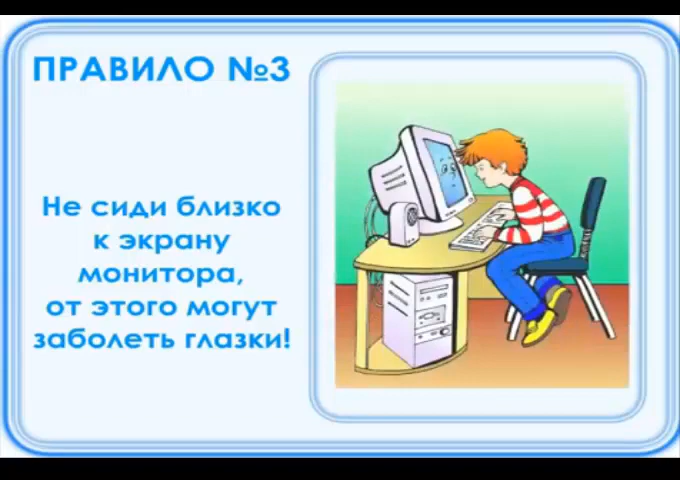 ПРАВИЛО №3
Не сиди близко
к экрану
монитора,
от этого могут
заболеть глазки!